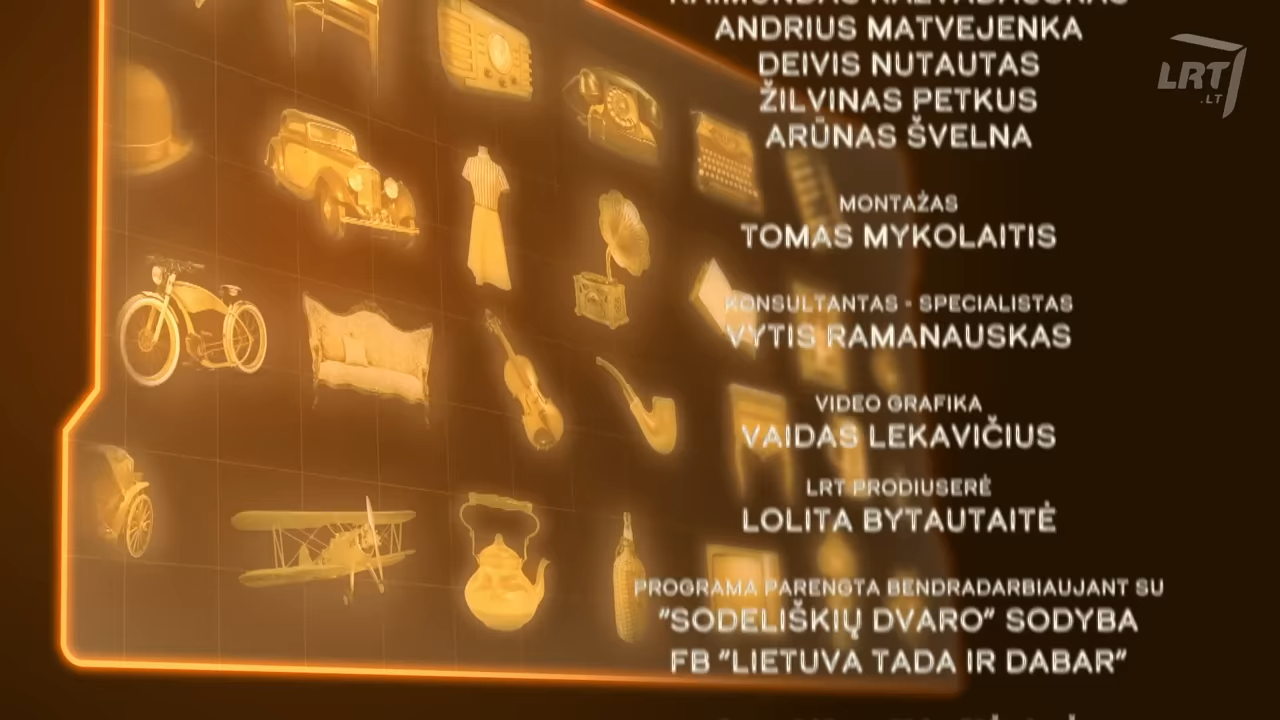 ANDRIUS MATVEJENKA
DEIVIS NUTAUTAS
ŽILVINAS PETKUS
ARŪNAS ŠVELNA
MONTAŽAS
TOMAS MYKOLAITIS
KONSULTANTAS - SPECIALISTAS
VYTIS RAMANAUSKAS
VIDEO GRAFIKA
VAIDAS LEKAVIČIUS
LRT PRODIUSERĖ
LOLITA BYTAUTAITĖ
PROGRAMA PARENGTA BENDRADARBIAUJANT SU
"SODELIŠKIŲ DVARO" SODYBA
FB "LIETUVA TADA IR DABAR"
LRT
.LT